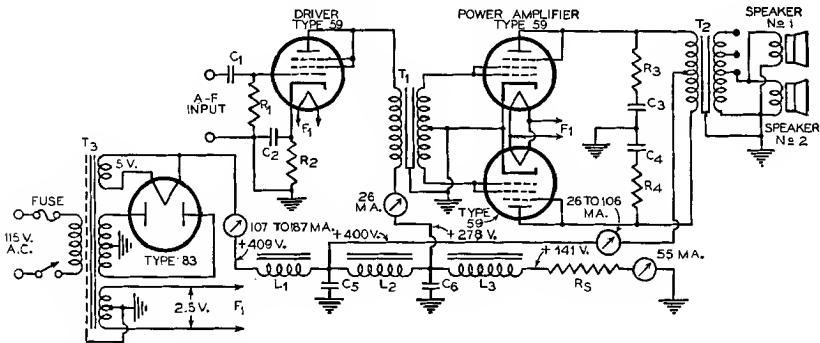 DRIVER
TYPE 59
POWER AMPLIFIER
TYPE 59
SPEAKER
No 1
T2
C1
A-F
INPUT
R1
C2
F1
R2
T1
R3
C3
F1
C4
R4
SPEAKER
No 2
T3
5 V.
FUSE
115 V.
A.C.
TYPE 83
2.5 V.
F1
107 TO 187 MA.
+409 V.
26
MA.
TYPE
59
26 TO 106
MA.
+400V.
+278 V.
+141 V.
55 MA.
L1
C5
L2
C6
L3
RS